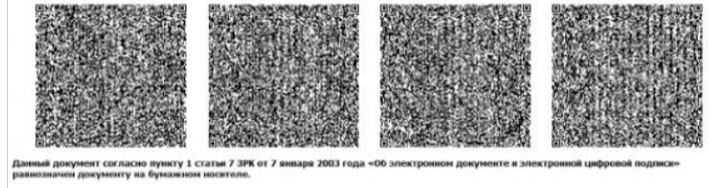 Данный документ согласно пункту 1 статьи 7 ЗРК от 7 января 2003 года «Об электронном документе и электронной цифровой подписи»
равнозначен документу на бумажном носителе.